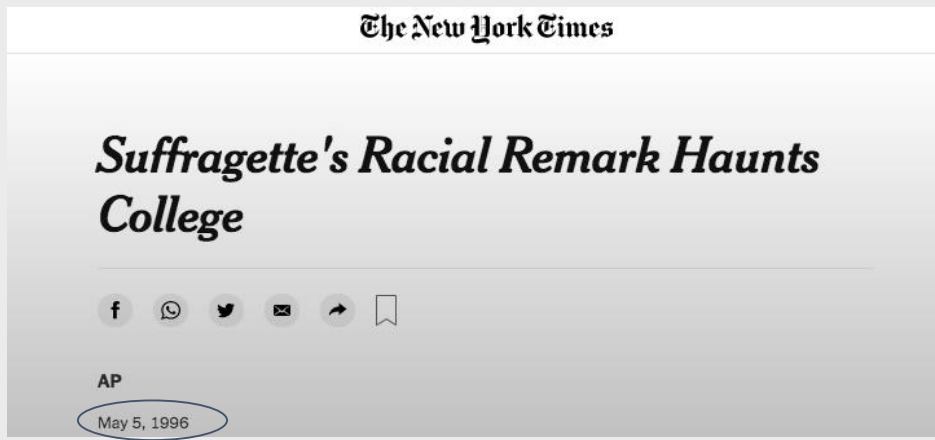 The New York Times
Suffragette's Racial Remark Haunts
College
AP
May 5, 1996